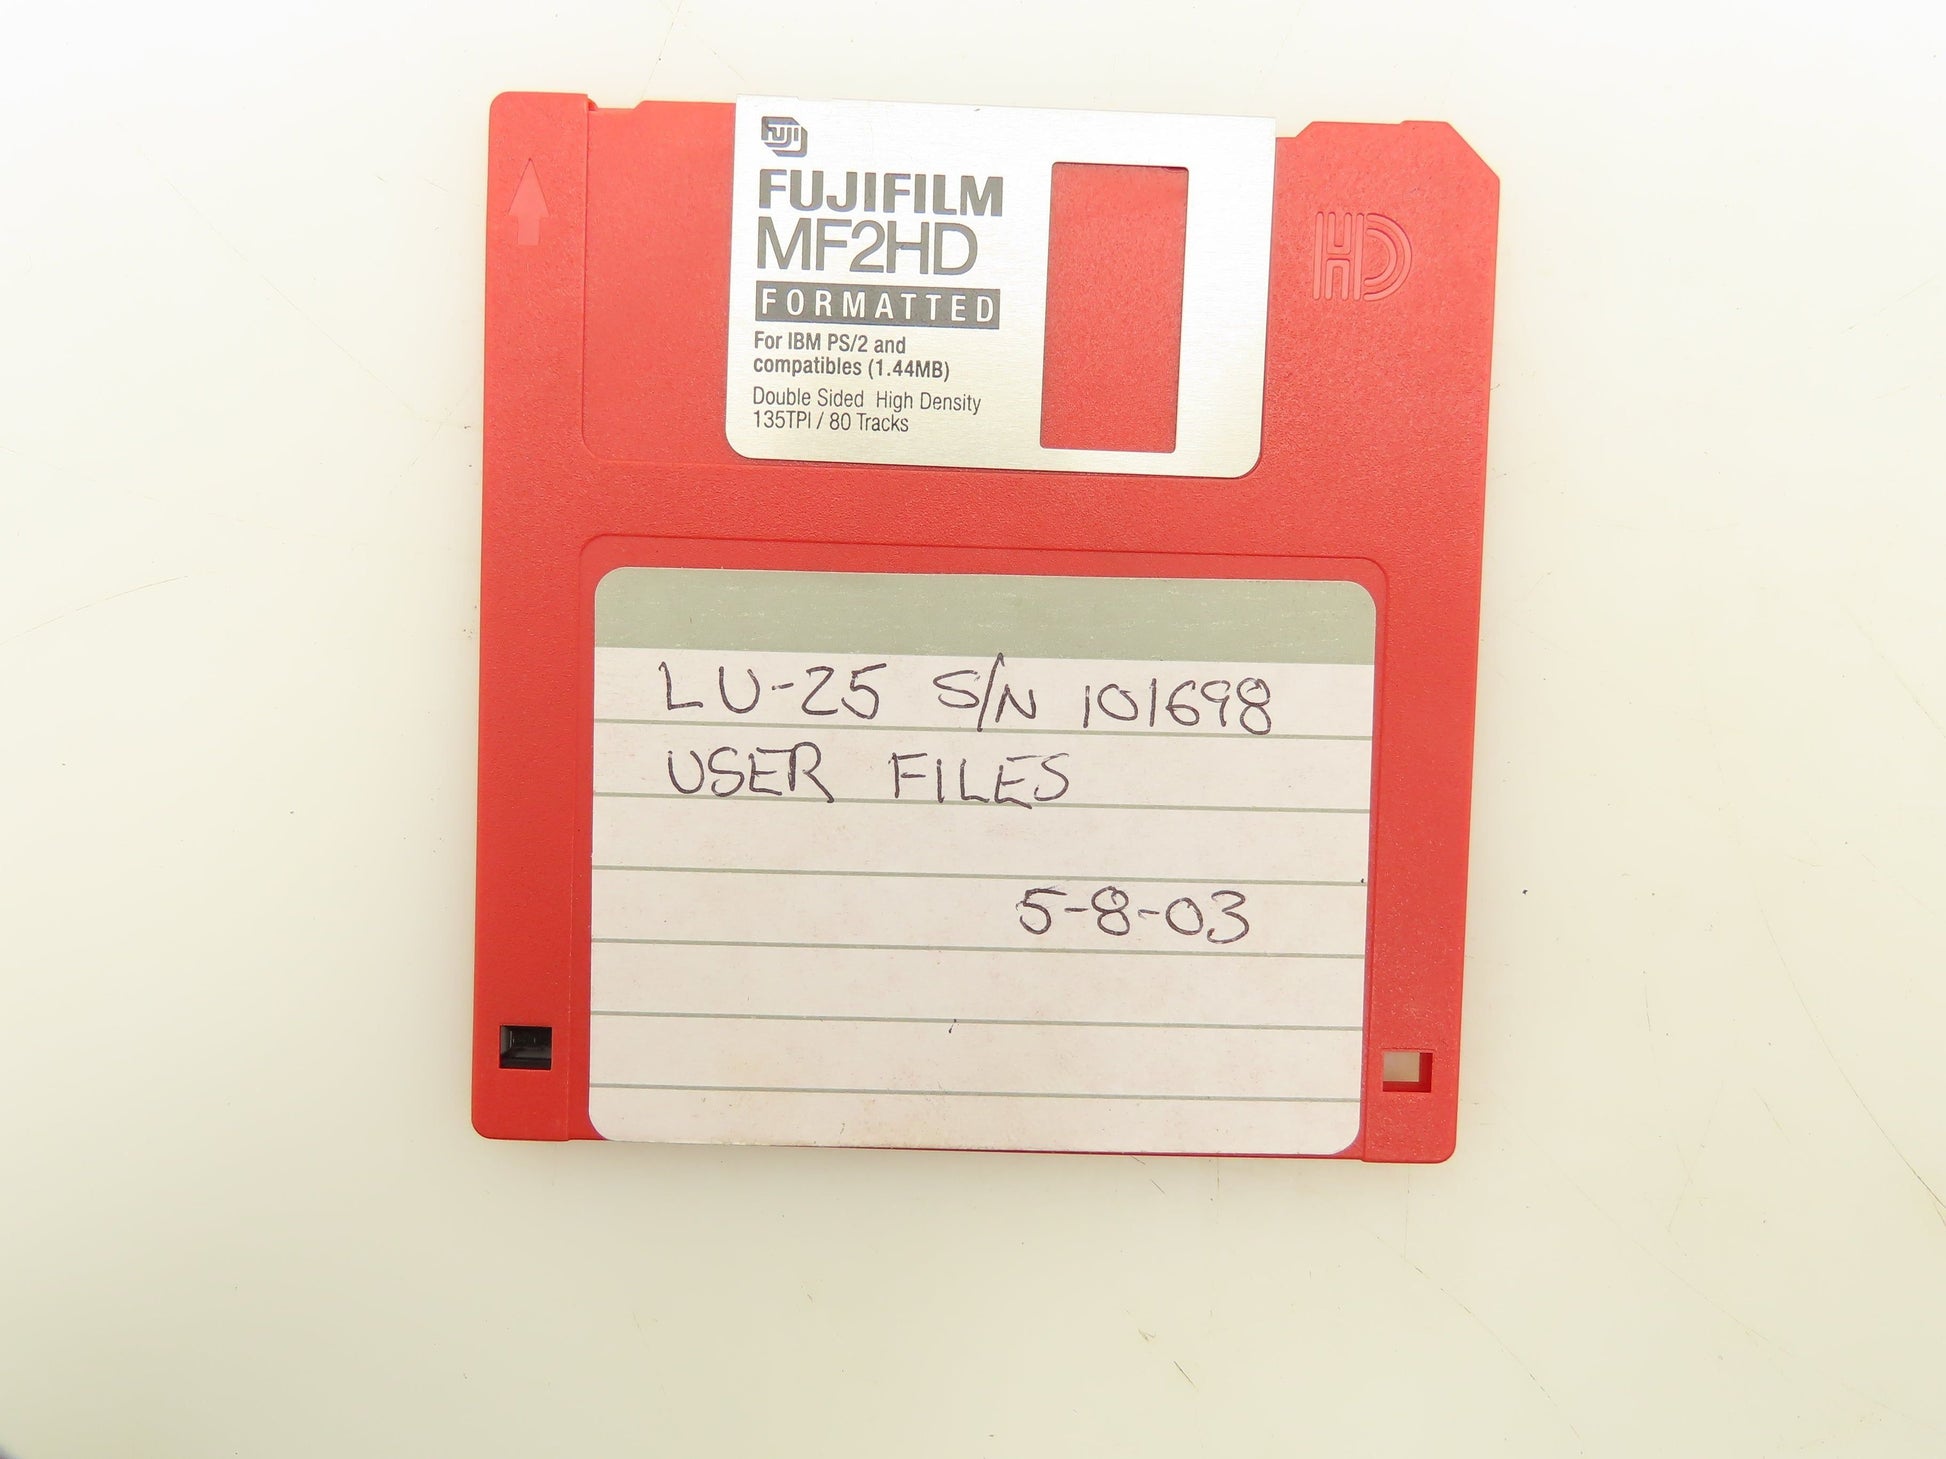 FUJI
FUJIFILM
MF2HD
FORMATTED
For IBM PS/2 and
compatibles (1.44MB)
Double Sided High Density
135TPI / 80 Tracks
HD
LU-25 S/N 101698
USER FILES
5-8-03